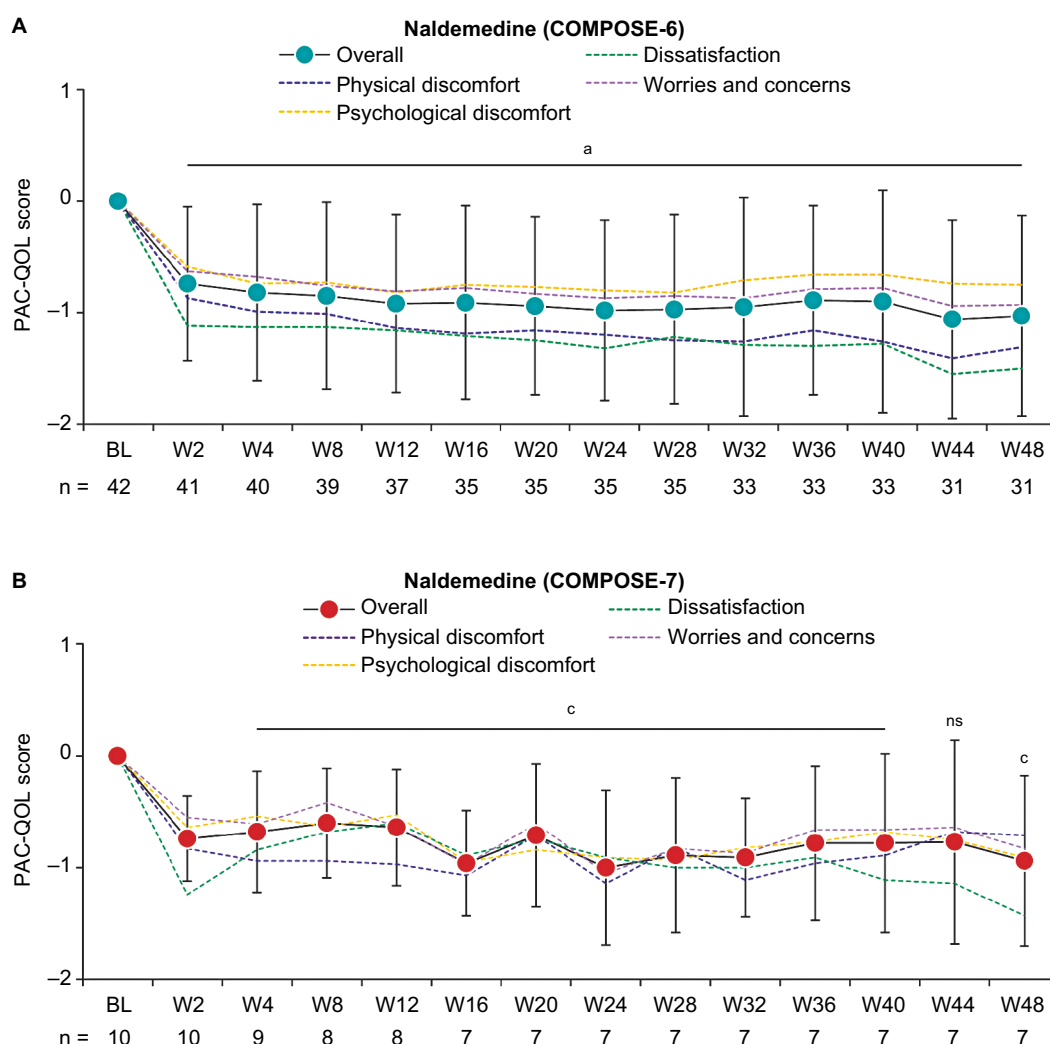 A
Naldemedine (COMPOSE-6)
Overall
Dissatisfaction
Physical discomfort
Worries and concerns
Psychological discomfort
PAC-QOL score
1
0
–1
–2
a
BL W2 W4 W8 W12 W16 W20 W24 W28 W32 W36 W40 W44 W48
n = 42 41 40 39 37 35 35 35 35 33 33 33 31 31
B
Naldemedine (COMPOSE-7)
Overall
Dissatisfaction
Physical discomfort
Worries and concerns
Psychological discomfort
PAC-QOL score
1
0
–1
–2
c
ns
c
BL W2 W4 W8 W12 W16 W20 W24 W28 W32 W36 W40 W44 W48
n = 10 10 9 8 8 7 7 7 7 7 7 7 7 7